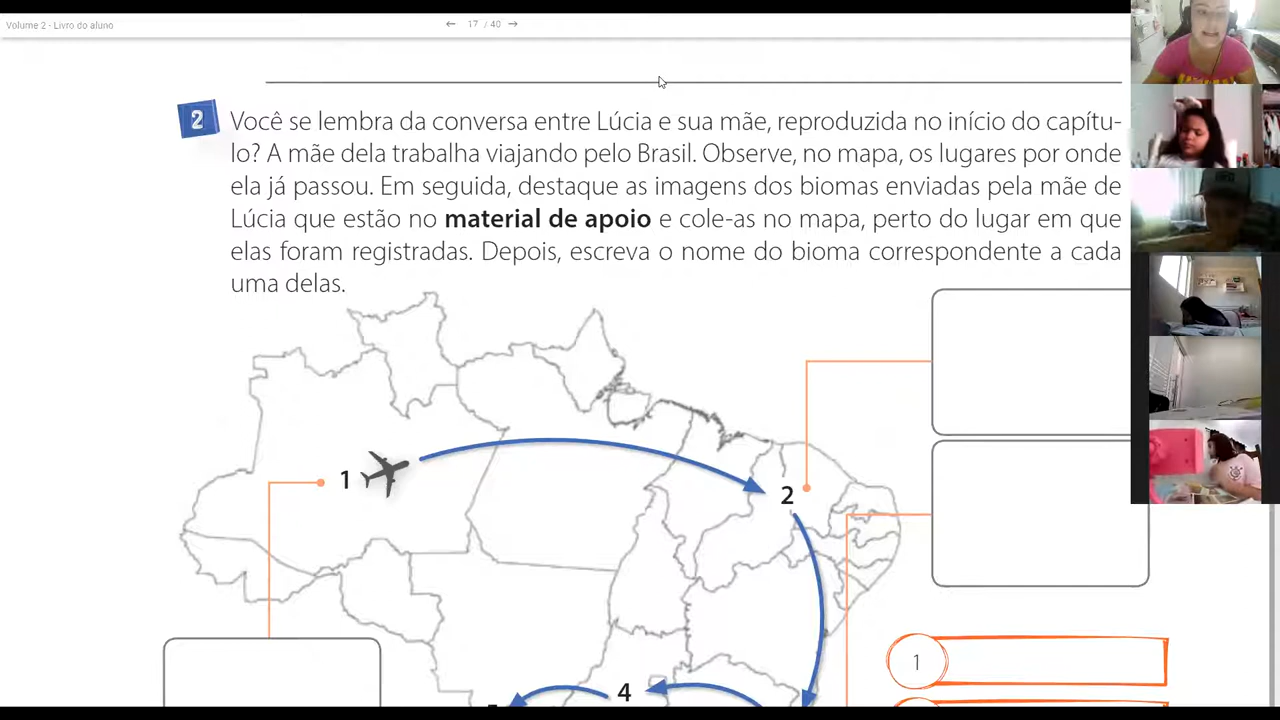 Volume 2 - Livro do aluno
← 17 / 40 →
2 Você se lembra da conversa entre Lúcia e sua mãe, reproduzida no início do capítu-
lo? A mãe dela trabalha viajando pelo Brasil. Observe, no mapa, os lugares por onde
ela já passou. Em seguida, destaque as imagens dos biomas enviadas pela mãe de
Lúcia que estão no material de apoio e cole-as no mapa, perto do lugar em que
elas foram registradas. Depois, escreva o nome do bioma correspondente a cada
uma delas.
1
2
1
4